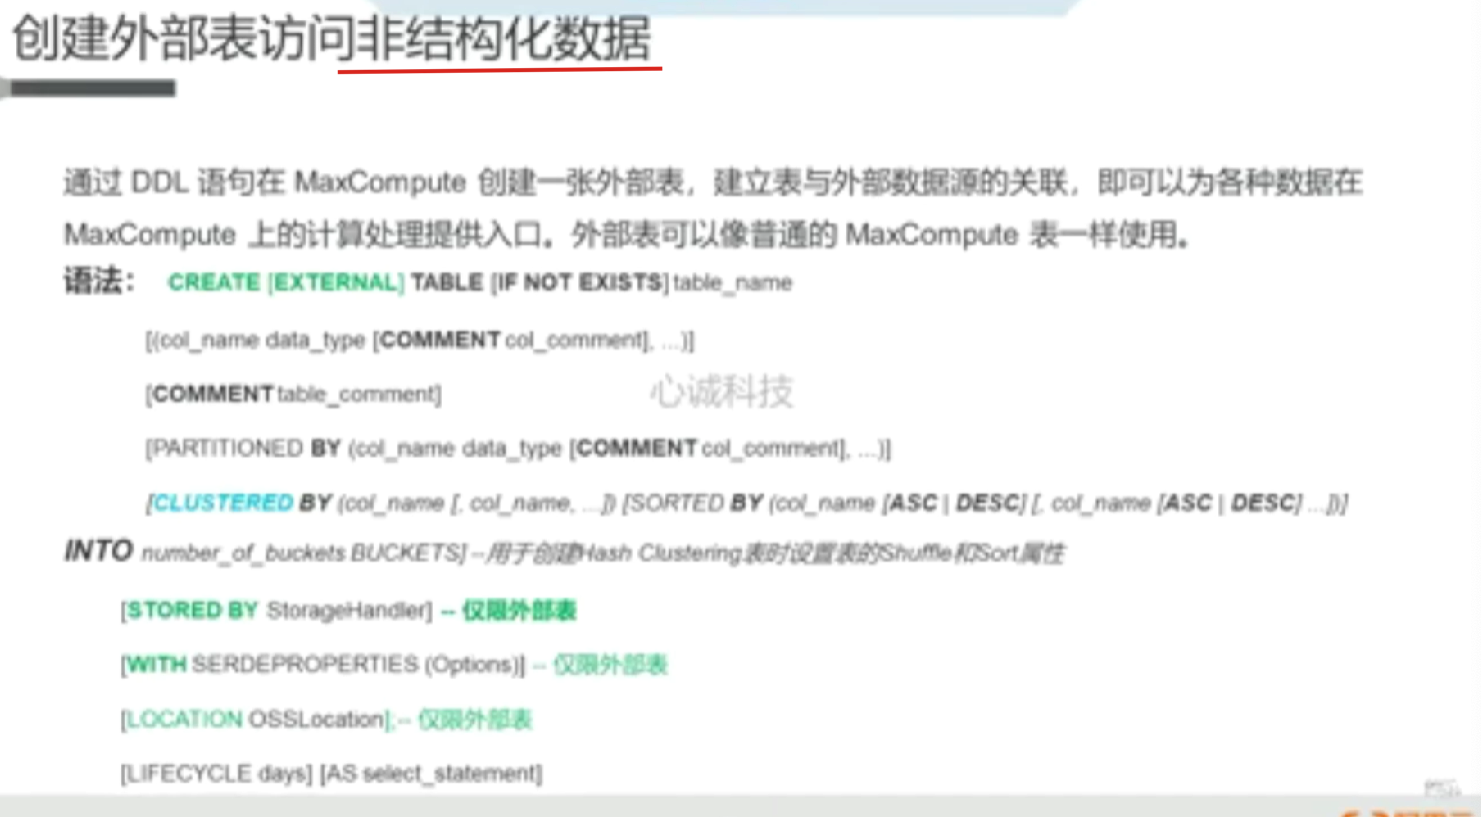 创建外部表访问非结构化数据
通过 DDL 语句在 MaxCompute 创建一张外部表，建立表与外部数据源的关联，即可以为各种数据在
MaxCompute 上的计算处理提供入口。外部表可以像普通的 MaxCompute 表一样使用。
语法： CREATE [EXTERNAL] TABLE [IF NOT EXISTS] table_name
[(col_name data_type [COMMENT col_comment], ...)]
[COMMENT table_comment]
心诚科技
[PARTITIONED BY (col_name data_type [COMMENT col_comment], ...)]
[CLUSTERED BY (col_name [, col_name, ...]) [SORTED BY (col_name [ASC | DESC] [, col_name [ASC | DESC] ...])]
INTO number_of_buckets BUCKETS] --用于创建Hash Clustering表时设置表的Shuffle和Sort属性
[STORED BY StorageHandler] -- 仅限外部表
[WITH SERDEPROPERTIES (Options)] -- 仅限外部表
[LOCATION OSSLocation];-- 仅限外部表
[LIFECYCLE days] [AS select_statement]